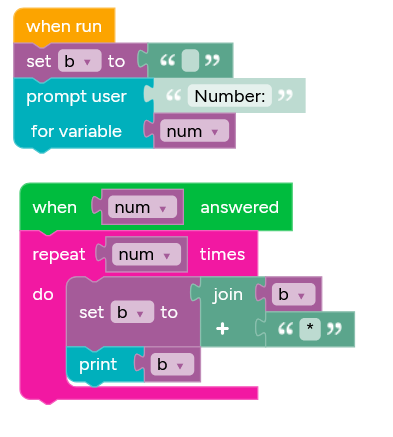 when run
set b ▾ to “ ”
prompt user “ Number: ”
for variable num ▾
when num ▾ answered
repeat num ▾ times
do
join b ▾
set b ▾ to
+ “ * ”
print b ▾